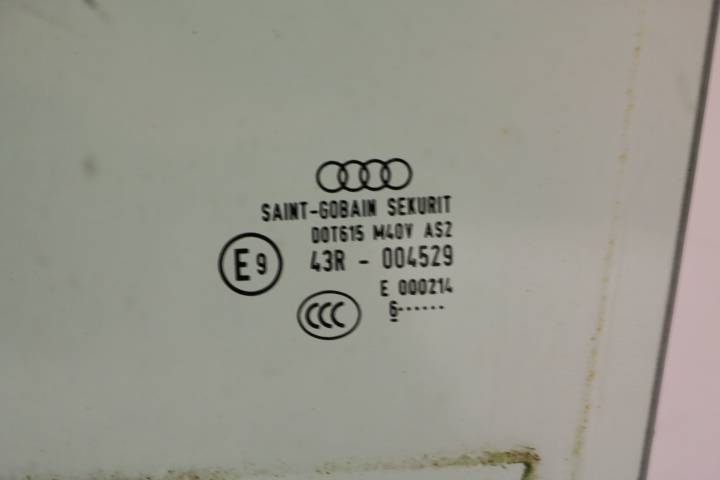 SAINT-GOBAIN SEKURIT
DOT615 M40V AS2
E9 43R - 004529
E 000214
CCC 6······